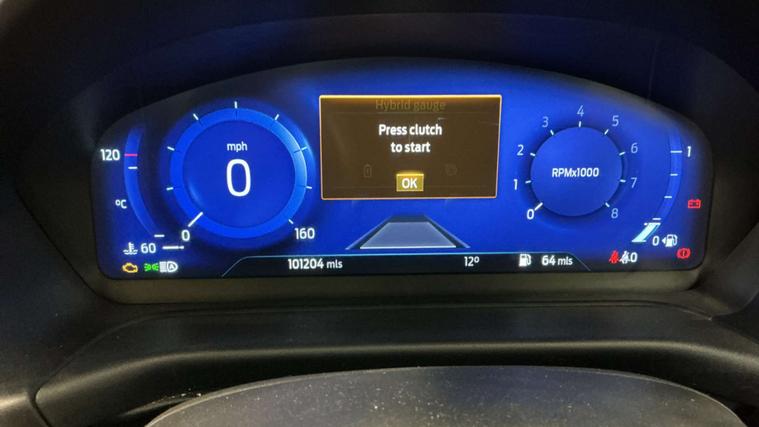 Hybrid gauge
Press clutch
to start
OK
120
mph
0
°C
60
0
160
4
3
5
2
6
1
7
0
8
RPMx1000
1
0
A
101204 mls
12°
64 mls
0